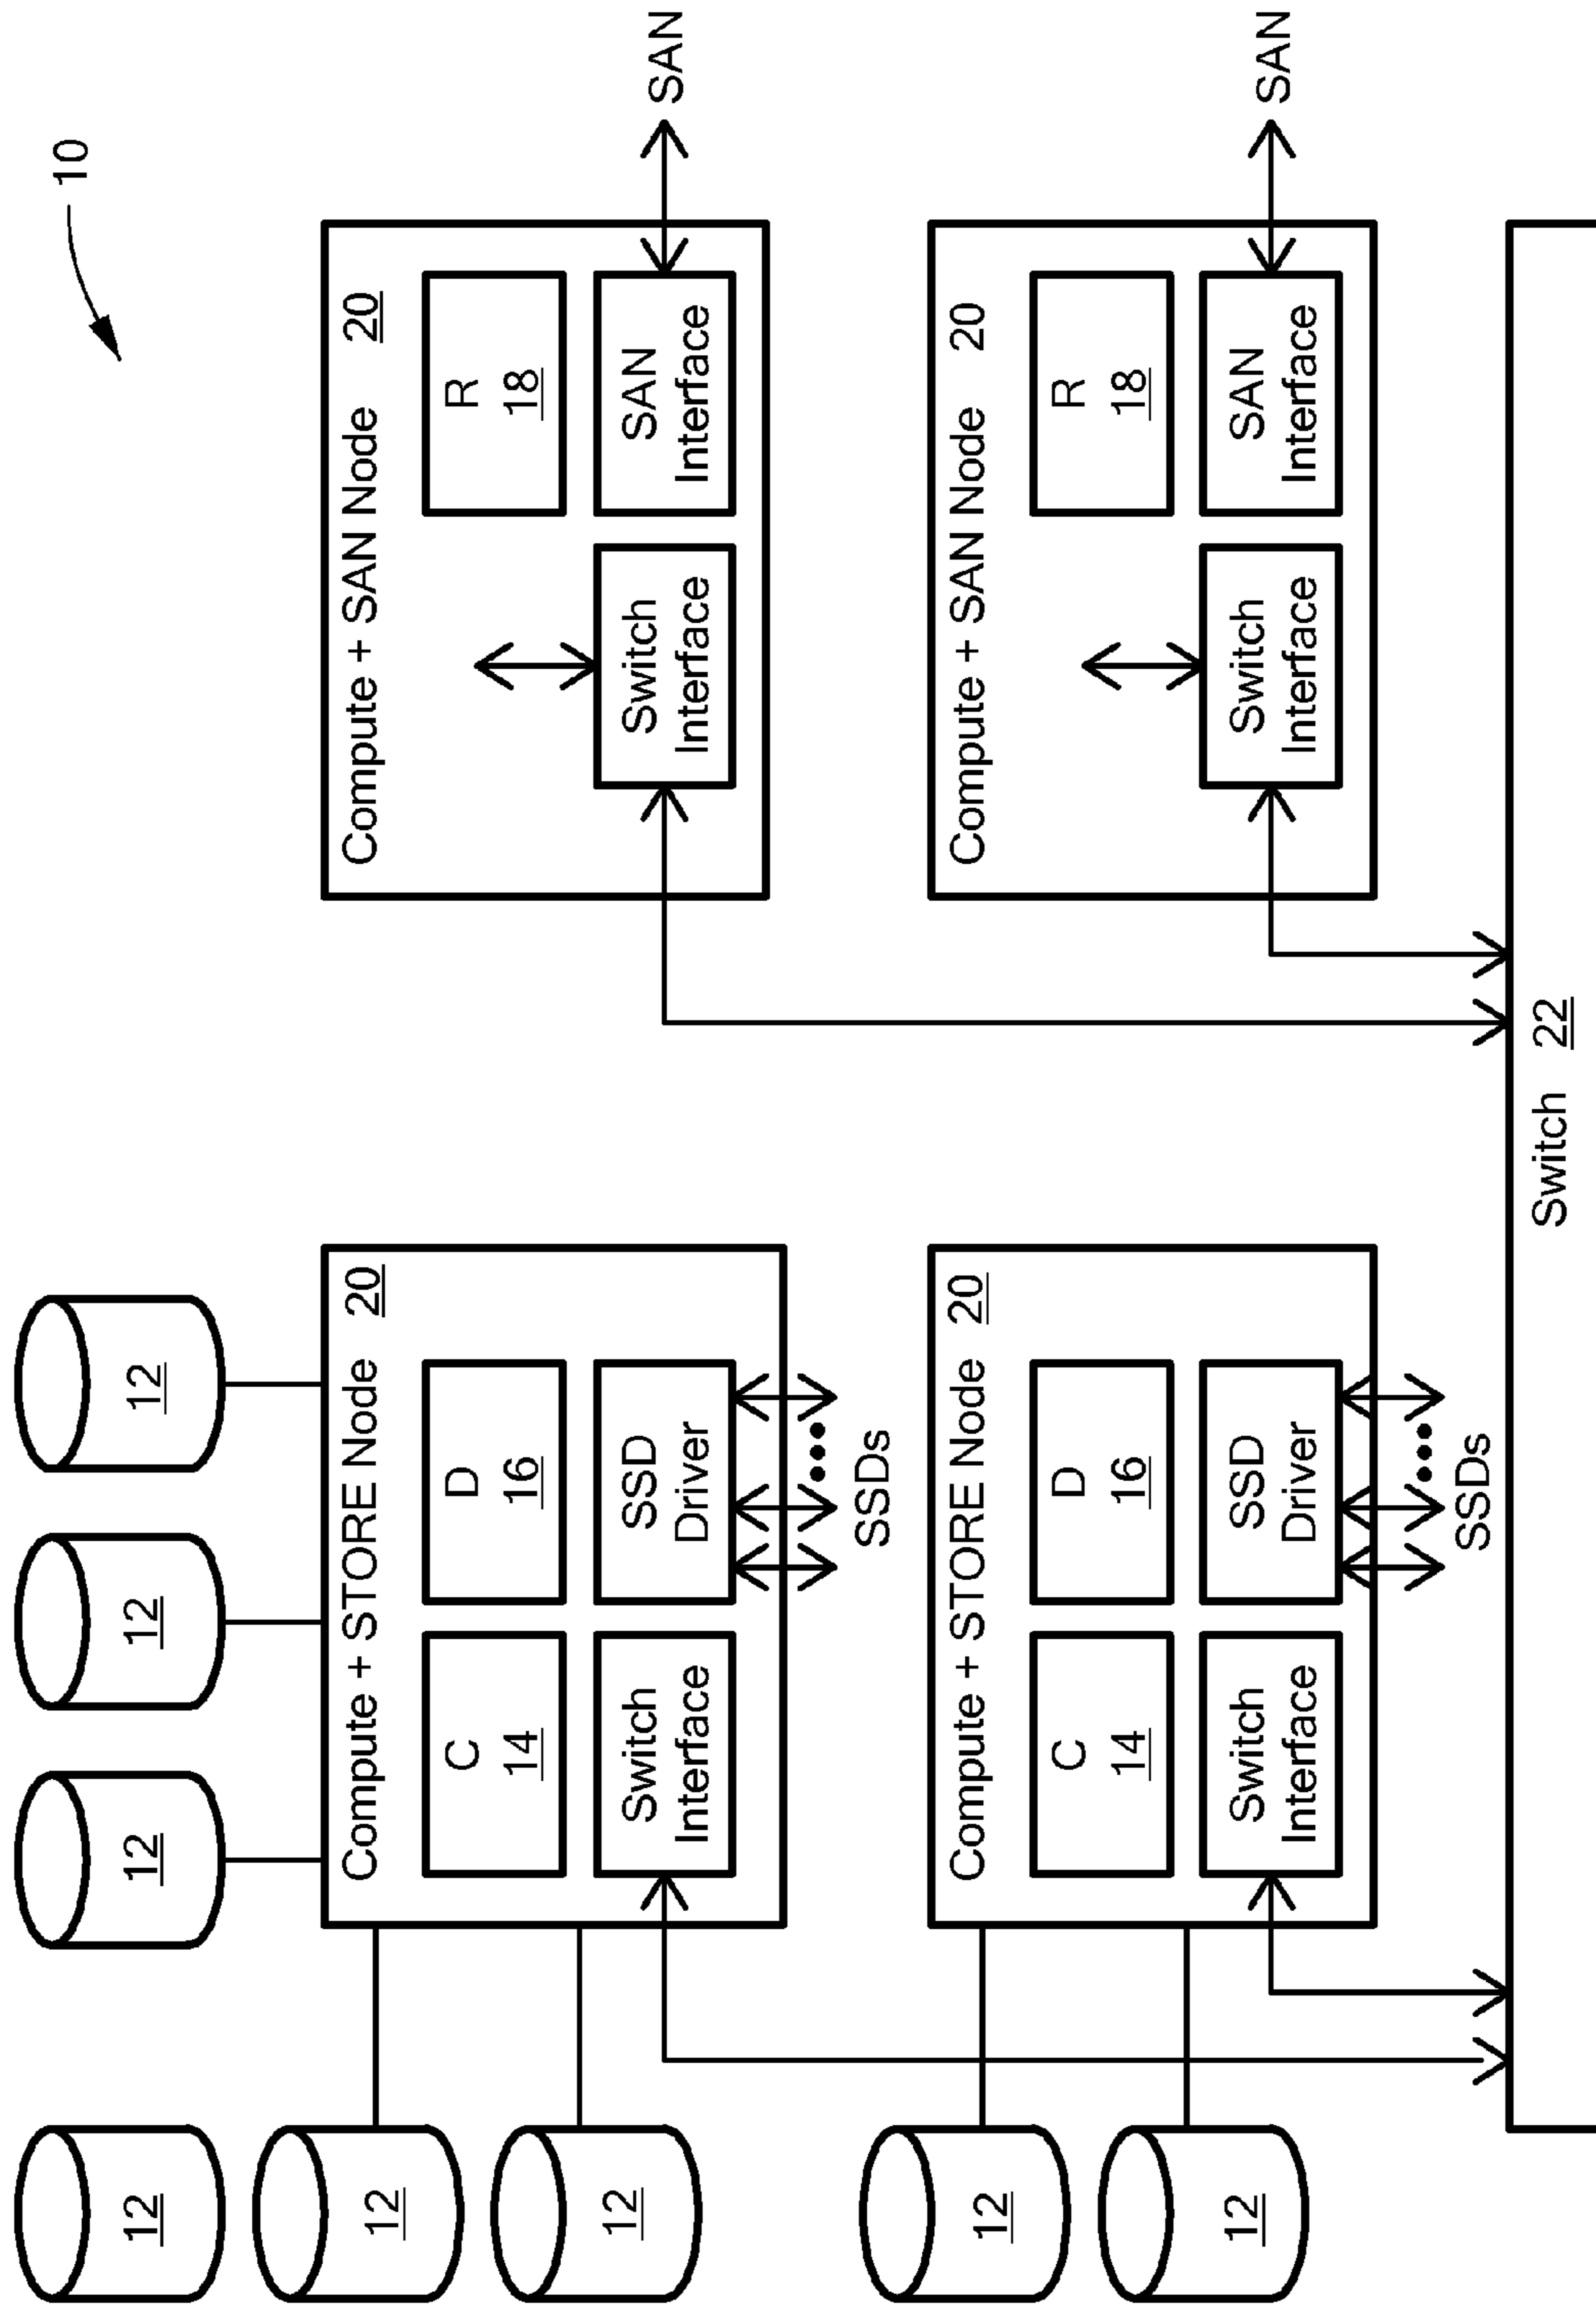 10
12
12
12
12
12
12
Compute + STORE Node 20
C
14
D
16
Switch
Interface
SSD
Driver
SSDs
Compute + SAN Node 20
R
18
Switch
Interface
SAN
Interface
SAN
12
12
Compute + STORE Node 20
C
14
D
16
Switch
Interface
SSD
Driver
SSDs
Compute + SAN Node 20
R
18
Switch
Interface
SAN
Interface
SAN
Switch 22